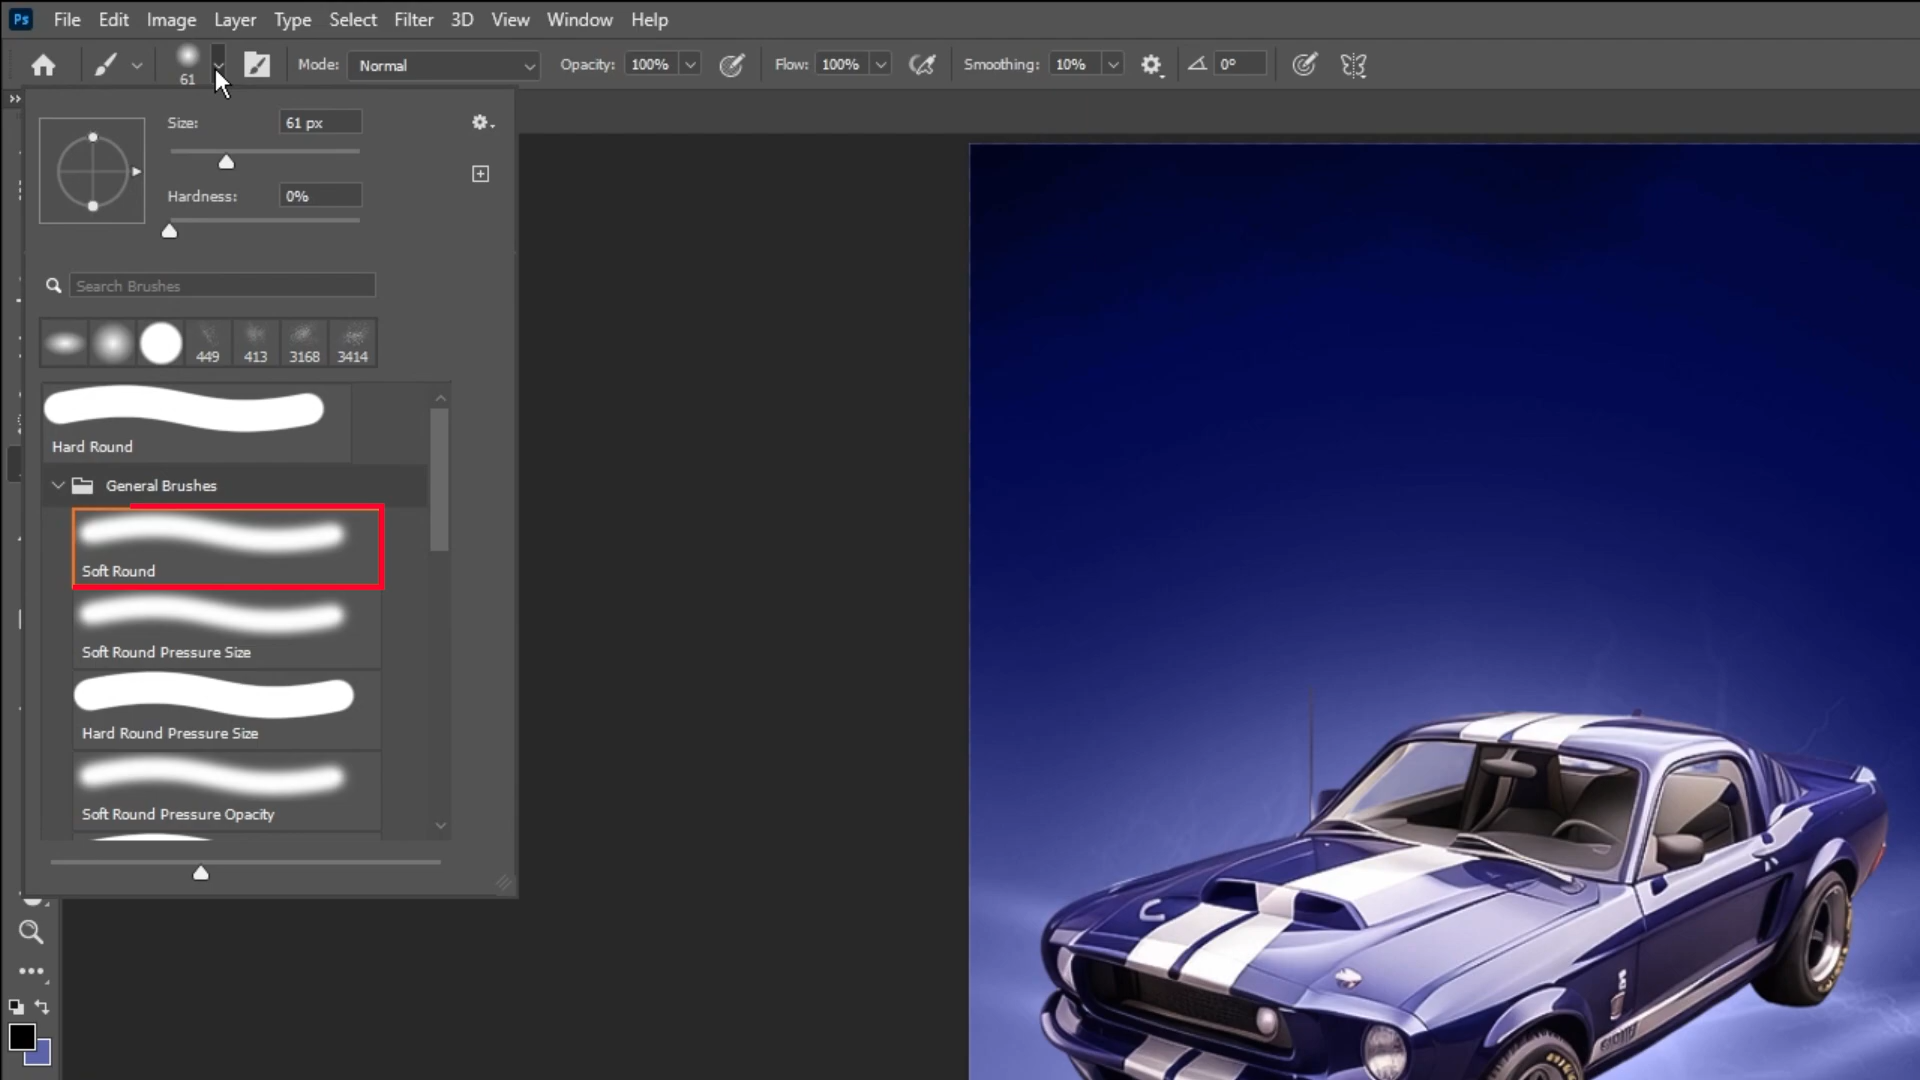 Ps File Edit Image Layer Type Select Filter 3D View Window Help
61 Mode: Normal Opacity: 100% Flow: 100% Smoothing: 10% 0°
Size: 61 px
Hardness: 0%
Search Brushes
449 413 3168 3414
Hard Round
General Brushes
Soft Round
Soft Round Pressure Size
Hard Round Pressure Size
Soft Round Pressure Opacity